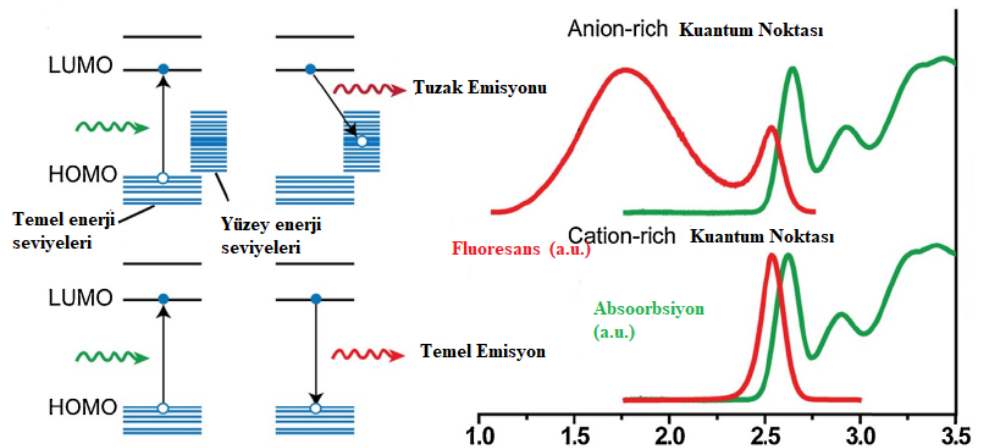 LUMO
HOMO
Temel enerji
seviyeleri
Yüzey enerji
seviyeleri
Tuzak Emisyonu
LUMO
HOMO
Temel Emisyon
Anion-rich Kuantum Noktası
Fluoresans (a.u.)
Cation-rich Kuantum Noktası
Absoorbsiyon
(a.u.)
1.0 1.5 2.0 2.5 3.0 3.5